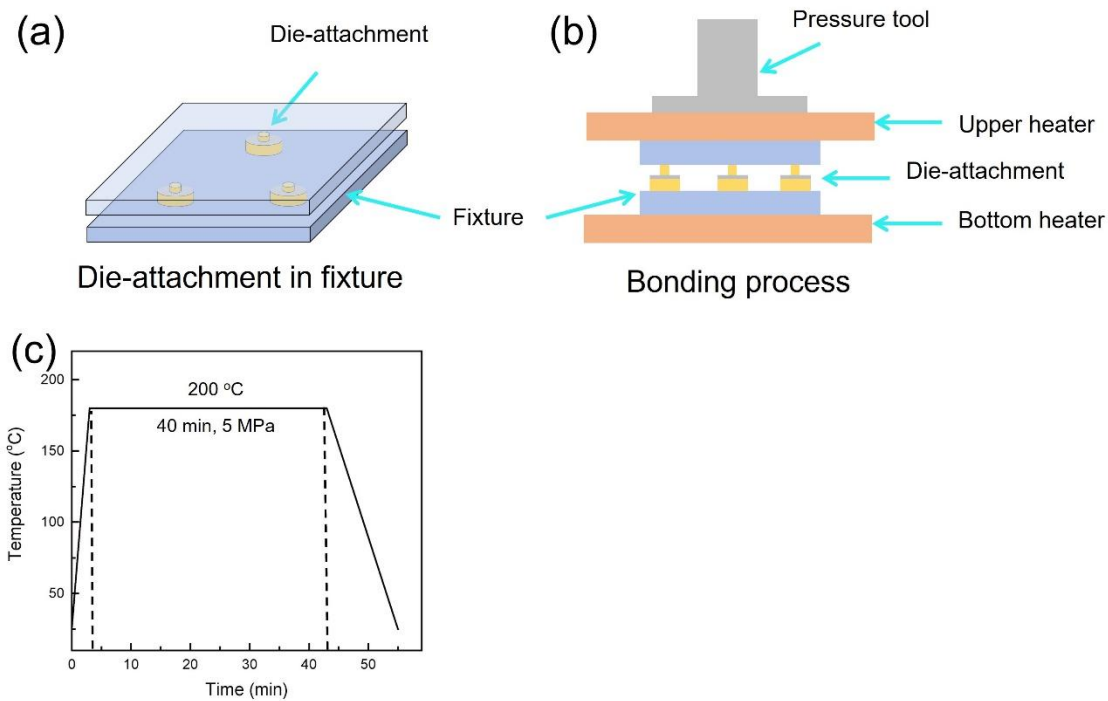 (a)
Die-attachment
Fixture
Die-attachment in fixture
(b)
Pressure tool
Upper heater
Die-attachment
Bottom heater
Bonding process
(c)
200 °C
40 min, 5 MPa
Temperature (°C)
200
150
100
50
0 10 20 30 40 50
Time (min)